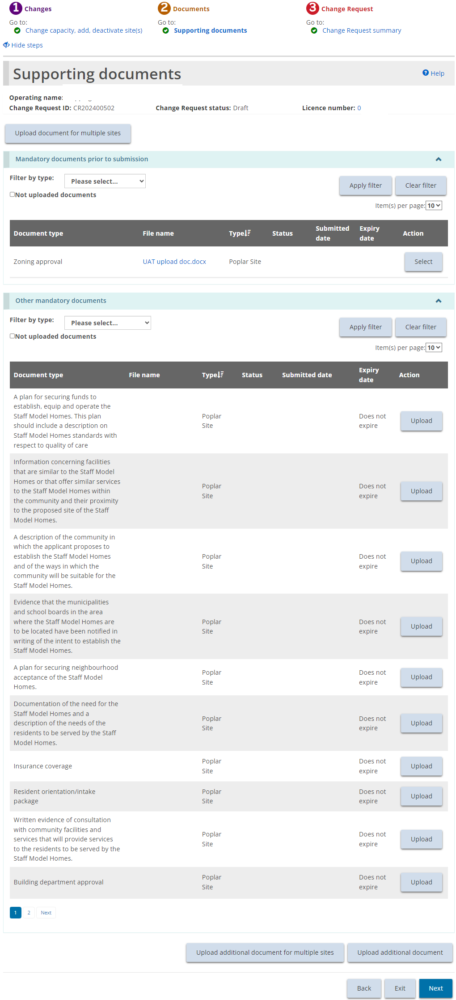 1 Changes
2 Documents
3 Change Request
Go to:
Go to:
Go to:
Change capacity, add, deactivate site(s)
Supporting documents
Change Request summary
Hide steps
Supporting documents
Help
Operating name:
Change Request ID: CR202400502
Change Request status: Draft
Licence number: 0
Upload document for multiple sites
Mandatory documents prior to submission
Filter by type:
Please select...
Apply filter
Clear filter
Not uploaded documents
Item(s) per page: 10
Document type
File name
Type
Status
Submitted
date
Expiry
date
Action
Zoning approval
UAT upload doc.docx
Poplar Site
Select
Other mandatory documents
Filter by type:
Please select...
Apply filter
Clear filter
Not uploaded documents
Item(s) per page: 10
Document type
File name
Type
Status
Submitted date
Expiry
date
Action
A plan for securing funds to
establish, equip and operate the
Staff Model Homes. This plan
should include a description on
Staff Model Homes standards with
respect to quality of care
Poplar
Site
Does not
expire
Upload
Information concerning facilities
that are similar to the Staff Model
Homes or that offer similar services
to the Staff Model Homes within
the community and their proximity
to the proposed site of the Staff
Model Homes.
Poplar
Site
Does not
expire
Upload
A description of the community in
which the applicant proposes to
establish the Staff Model Homes
and of the ways in which the
community will be suitable for the
Staff Model Homes.
Poplar
Site
Does not
expire
Upload
Evidence that the municipalities
and school boards in the area
where the Staff Model Homes are
to be located have been notified in
writing of the intent to establish the
Staff Model Homes.
Poplar
Site
Does not
expire
Upload
A plan for securing neighbourhood
acceptance of the Staff Model
Homes.
Poplar
Site
Does not
expire
Upload
Documentation of the need for the
Staff Model Homes and a
description of the needs of the
residents to be served by the Staff
Model Homes.
Poplar
Site
Does not
expire
Upload
Insurance coverage
Poplar
Site
Does not
expire
Upload
Resident orientation/intake
package
Poplar
Site
Does not
expire
Upload
Written evidence of consultation
with community facilities and
services that will provide services
to the residents to be served by the
Staff Model Homes.
Poplar
Site
Does not
expire
Upload
Building department approval
Poplar
Site
Does not
expire
Upload
1 2 Next
Upload additional document for multiple sites
Upload additional document
Back
Exit
Next